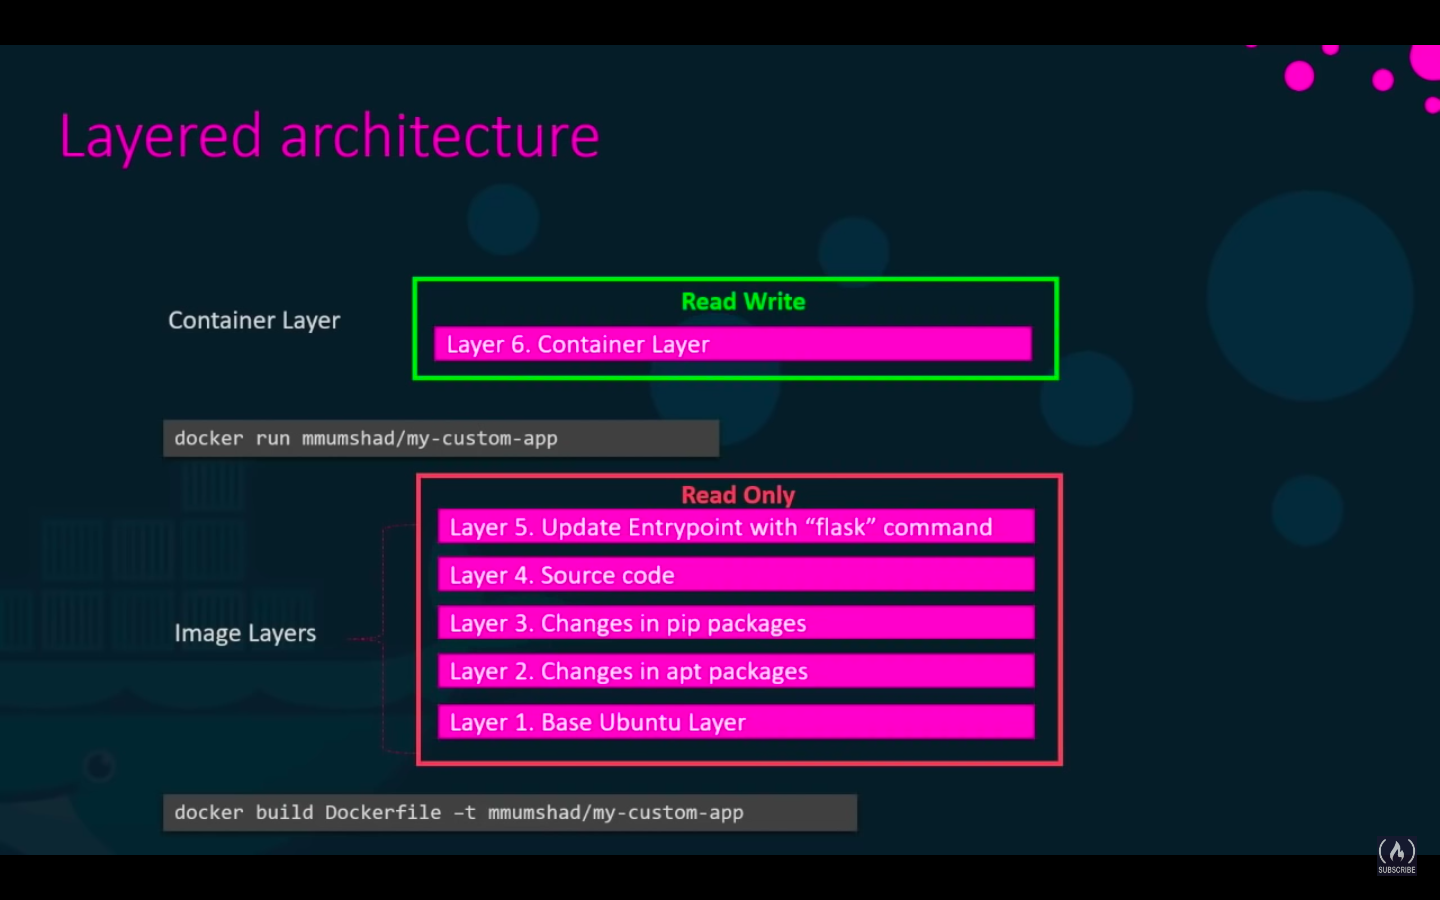 Layered architecture
Container Layer
Read Write
Layer 6. Container Layer
docker run mmumshad/my-custom-app
Read Only
Layer 5. Update Entrypoint with “flask” command
Layer 4. Source code
Image Layers
Layer 3. Changes in pip packages
Layer 2. Changes in apt packages
Layer 1. Base Ubuntu Layer
docker build Dockerfile –t mmumshad/my-custom-app
SUBSCRIBE